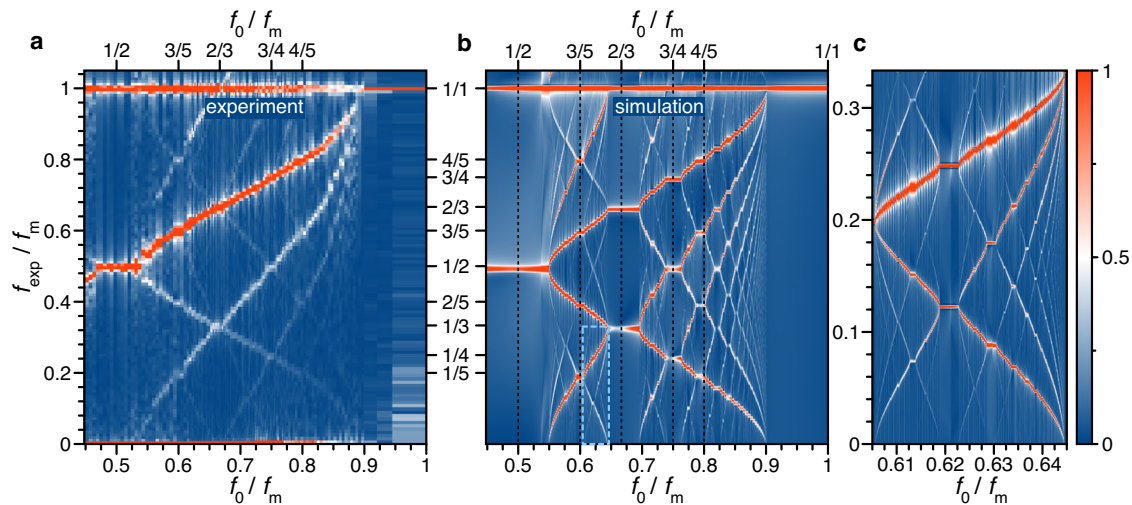 f0 / fm
f0 / fm
a
b
c
1/2 3/5 2/3 3/4 4/5
1/2 3/5 2/3 3/4 4/5 1/1
experiment
simulation
fexp / fm
1
0.8
0.6
0.4
0.2
0
1/1
4/5
3/4
2/3
3/5
1/2
2/5
1/3
1/4
1/5
0.3
0.2
0.1
0
1
0.5
0
0.5 0.6 0.7 0.8 0.9 1
0.5 0.6 0.7 0.8 0.9 1
0.61 0.62 0.63 0.64
f0 / fm
f0 / fm
f0 / fm